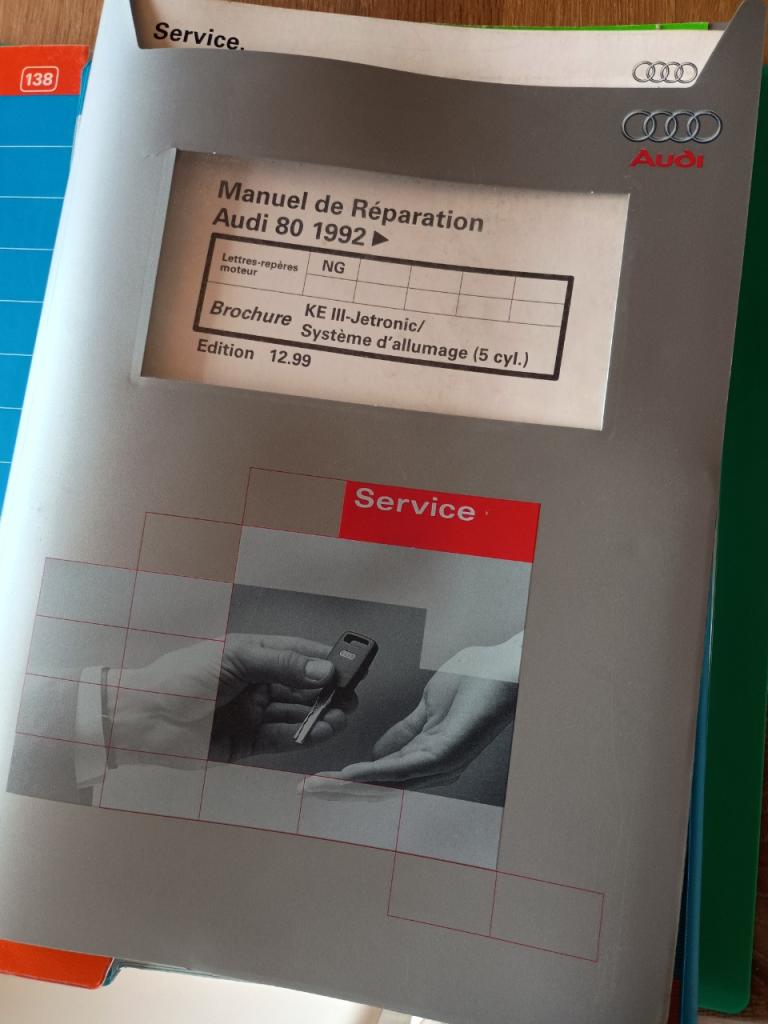 Service.
138
Audi
Manuel de Réparation
Audi 80 1992 ►
Lettres-repères
moteur
NG
Brochure
KE III-Jetronic/
Système d'allumage (5 cyl.)
Edition 12.99
Service